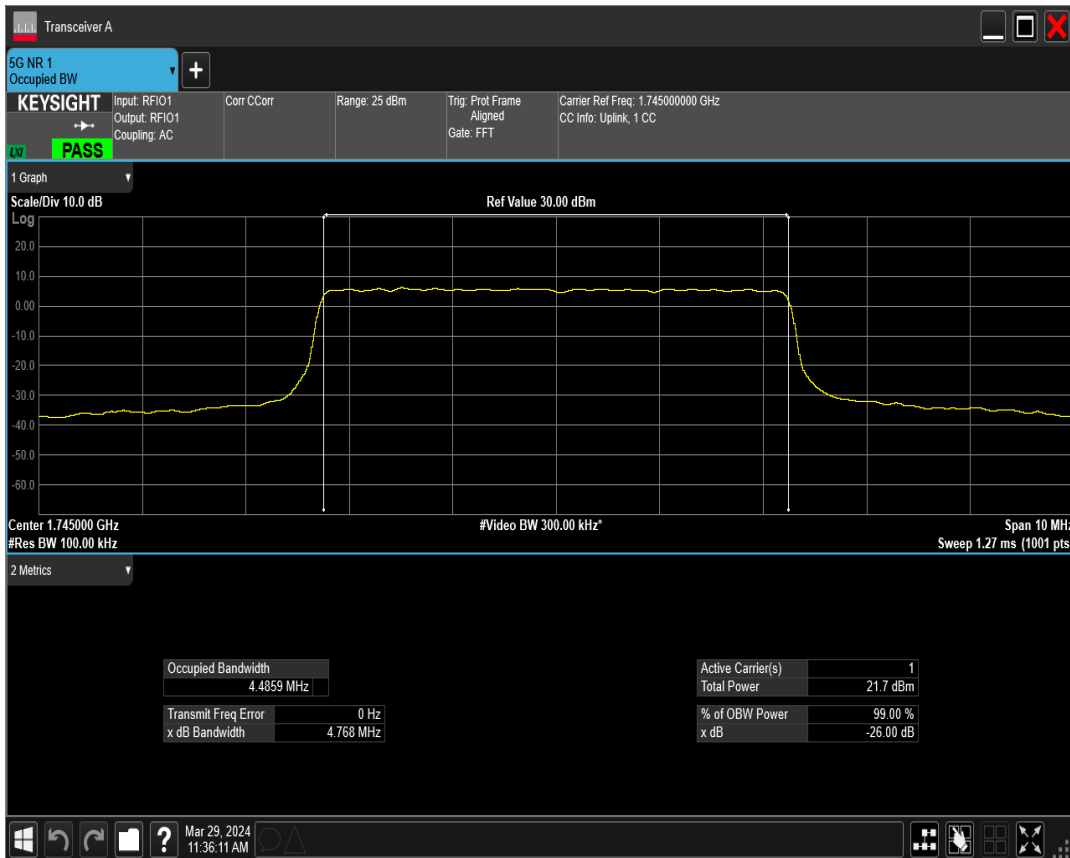 Transceiver A
5G NR 1
Occupied BW
+
KEYSIGHT
LXI
PASS
Input: RFIO1
Output: RFIO1
Coupling: AC
Corr CCorr
Range: 25 dBm
Trig: Prot Frame
Aligned
Gate: FFT
Carrier Ref Freq: 1.745000000 GHz
CC Info: Uplink, 1 CC
1 Graph
Scale/Div 10.0 dB
Ref Value 30.00 dBm
Log
20.0
10.0
0.00
-10.0
-20.0
-30.0
-40.0
-50.0
-60.0
Center 1.745000 GHz
#Video BW 300.00 kHz*
Span 10 MHz
#Res BW 100.00 kHz
Sweep 1.27 ms (1001 pts
2 Metrics
Occupied Bandwidth
4.4859 MHz
Transmit Freq Error 0 Hz
x dB Bandwidth 4.768 MHz
Active Carrier(s) 1
Total Power 21.7 dBm
% of OBW Power 99.00 %
x dB -26.00 dB
?
Mar 29, 2024
11:36:11 AM